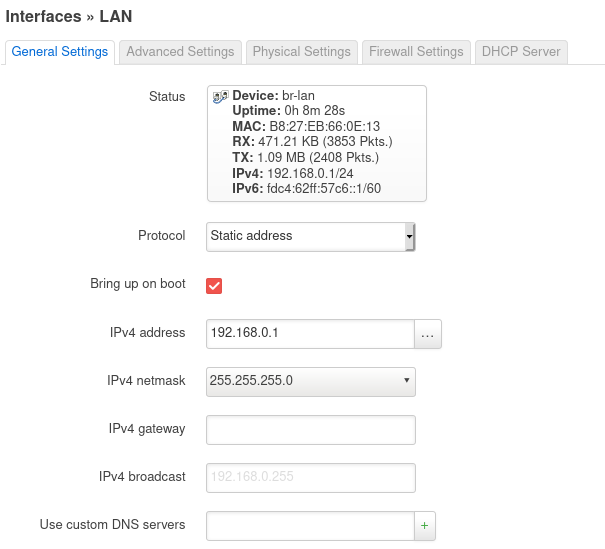 Interfaces » LAN
General Settings Advanced Settings Physical Settings Firewall Settings DHCP Server
Status
Device: br-lan
Uptime: 0h 8m 28s
MAC: B8:27:EB:66:0E:13
RX: 471.21 KB (3853 Pkts.)
TX: 1.09 MB (2408 Pkts.)
IPv4: 192.168.0.1/24
IPv6: fdc4:62ff:57c6::1/60
Protocol Static address
Bring up on boot
IPv4 address 192.168.0.1 ...
IPv4 netmask 255.255.255.0
IPv4 gateway
IPv4 broadcast 192.168.0.255
Use custom DNS servers +